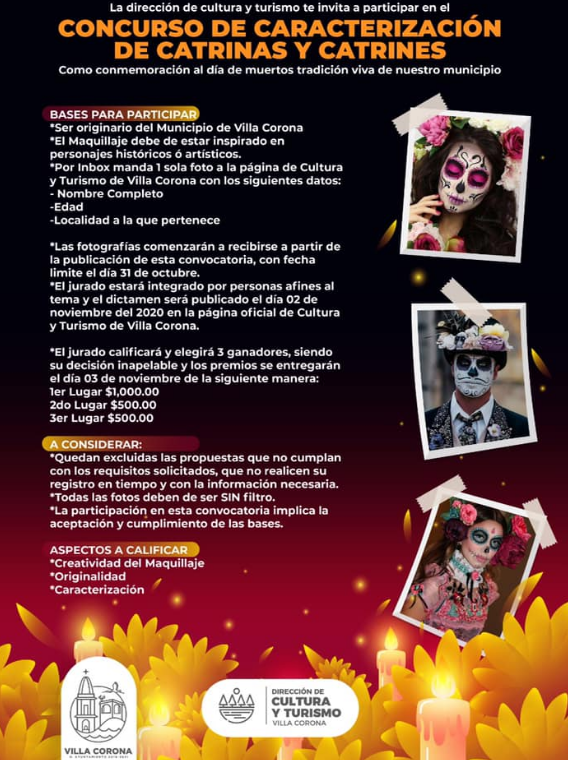 La dirección de cultura y turismo te invita a participar en el
CONCURSO DE CARACTERIZACIÓN
DE CATRINAS Y CATRINES
Como conmemoración al día de muertos tradición viva de nuestro municipio
BASES PARA PARTICIPAR
*Ser originario del Municipio de Villa Corona
*El Maquillaje debe de estar inspirado en
personajes históricos ó artísticos.
*Por Inbox manda 1 sola foto a la página de Cultura
y Turismo de Villa Corona con los siguientes datos:
- Nombre Completo
-Edad
-Localidad a la que pertenece
*Las fotografías comenzarán a recibirse a partir de
la publicación de esta convocatoria, con fecha
limite el día 31 de octubre.
*El jurado estará integrado por personas afines al
tema y el dictamen será publicado el día 02 de
noviembre del 2020 en la página oficial de Cultura
y Turismo de Villa Corona.
*El jurado calificará y elegirá 3 ganadores, siendo
su decisión inapelable y los premios se entregarán
el día 03 de noviembre de la siguiente manera:
1er Lugar $1,000.00
2do Lugar $500.00
3er Lugar $500.00
A CONSIDERAR:
*Quedan excluidas las propuestas que no cumplan
con los requisitos solicitados, que no realicen su
registro en tiempo y con la información necesaria.
*Todas las fotos deben de ser SIN filtro.
*La participación en esta convocatoria implica la
aceptación y cumplimiento de las bases.
ASPECTOS A CALIFICAR
*Creatividad del Maquillaje
*Originalidad
*Caracterización
VILLA CORONA
DIRECCIÓN DE
CULTURA
Y TURISMO
VILLA CORONA